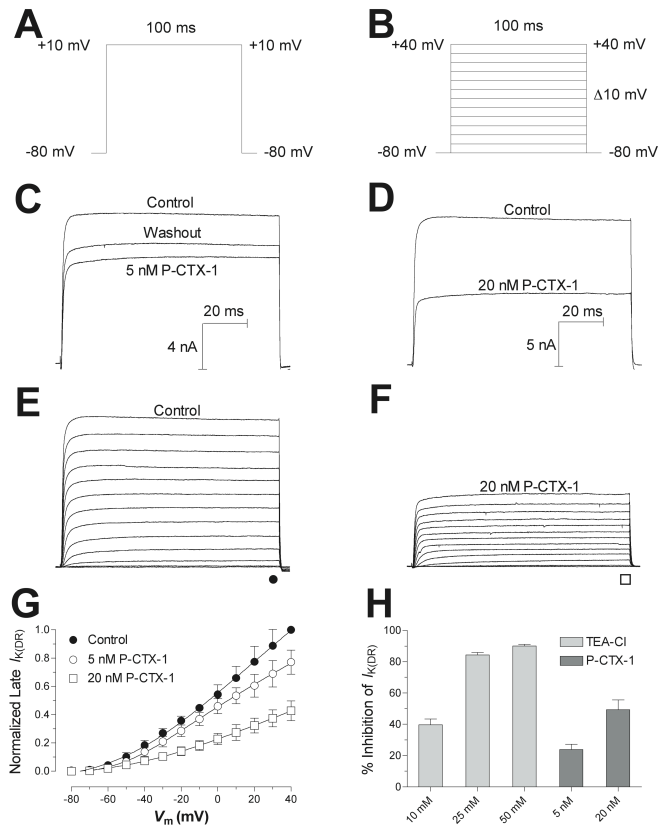 A
100 ms
+10 mV
+10 mV
-80 mV
-80 mV
B
100 ms
+40 mV
+40 mV
Δ10 mV
-80 mV
-80 mV
C
Control
Washout
5 nM P-CTX-1
20 ms
4 nA
D
Control
20 nM P-CTX-1
20 ms
5 nA
E
Control
F
20 nM P-CTX-1
G
Normalized Late IK(DR)
1.0
0.8
0.6
0.4
0.2
0.0
Control
5 nM P-CTX-1
20 nM P-CTX-1
-80 -60 -40 -20 0 20 40
Vm (mV)
H
% Inhibition of IK(DR)
100
80
60
40
20
0
TEA-Cl
P-CTX-1
10 mM
25 mM
50 mM
5 nM
20 nM